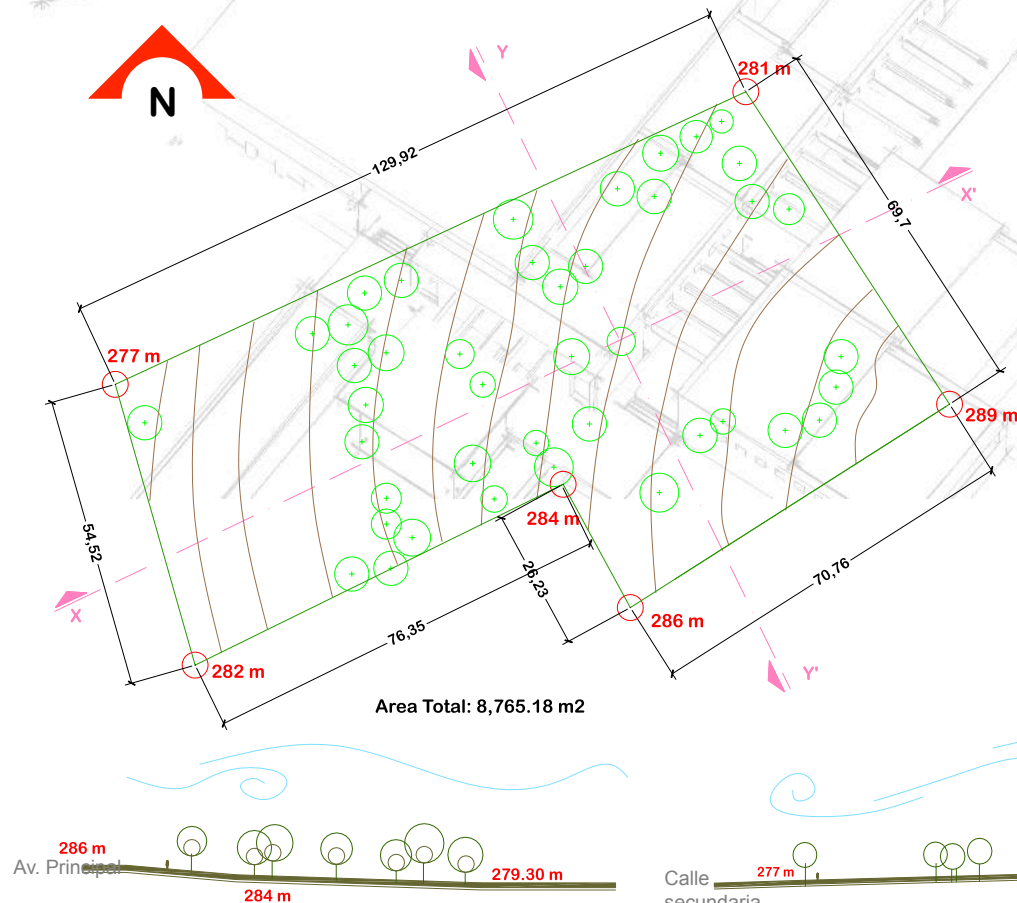 Y
281 m
N
129,92
X'
69,7
277 m
289 m
284 m
54,52
26,23
70,76
X
76,35
286 m
282 m
Y'
Area Total: 8,765.18 m2
286 m
Av. Principal
279.30 m
284 m
277 m
Calle
secundaria